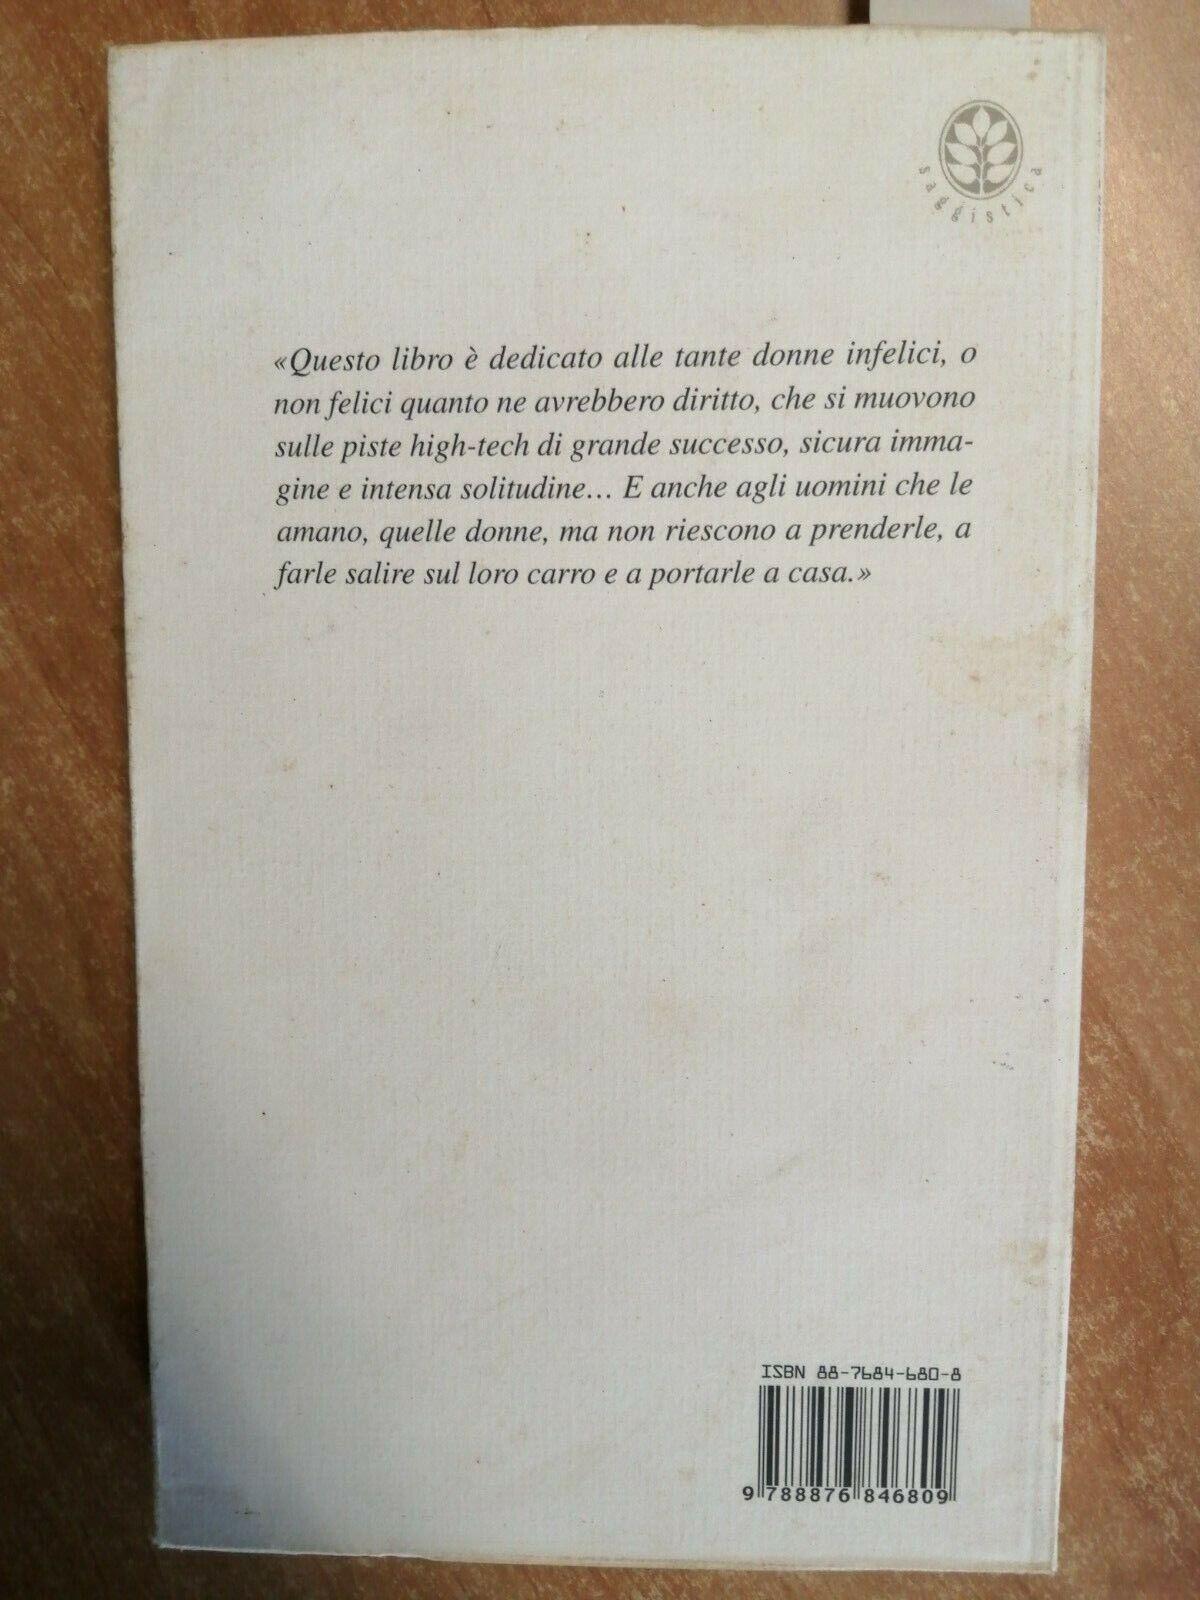 saggistica
«Questo libro è dedicato alle tante donne infelici, o
non felici quanto ne avrebbero diritto, che si muovono
sulle piste high-tech di grande successo, sicura imma-
gine e intensa solitudine... E anche agli uomini che le
amano, quelle donne, ma non riescono a prenderle, a
farle salire sul loro carro e a portarle a casa.»
ISBN 88-7684-680-8
9 788876 846809